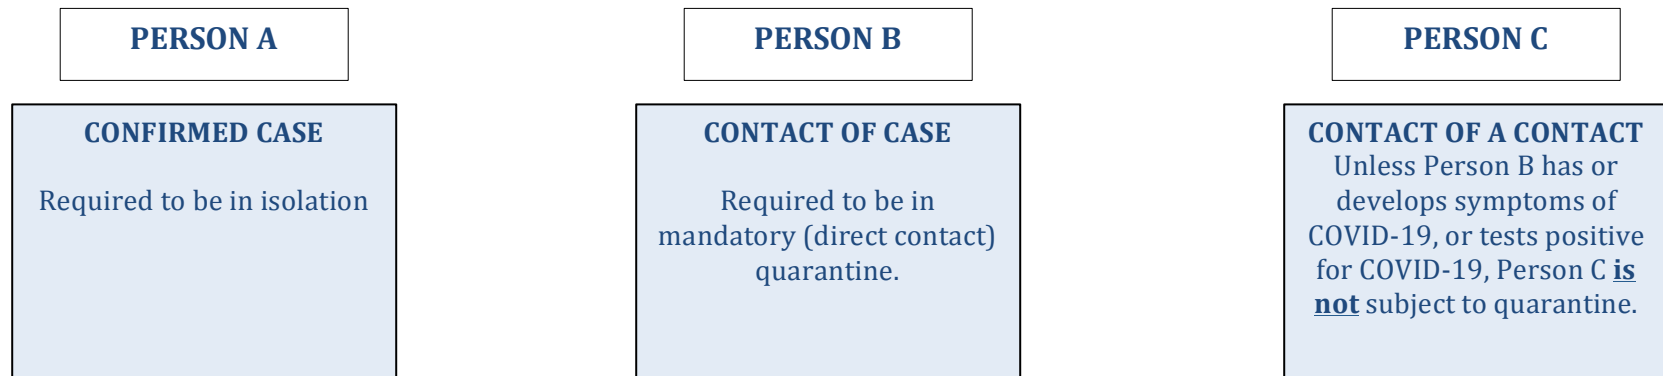 PERSON A
CONFIRMED CASE
Required to be in isolation
PERSON B
CONTACT OF CASE
Required to be in
mandatory (direct contact)
quarantine.
PERSON C
CONTACT OF A CONTACT
Unless Person B has or
develops symptoms of
COVID-19, or tests positive
for COVID-19, Person C is
not subject to quarantine.